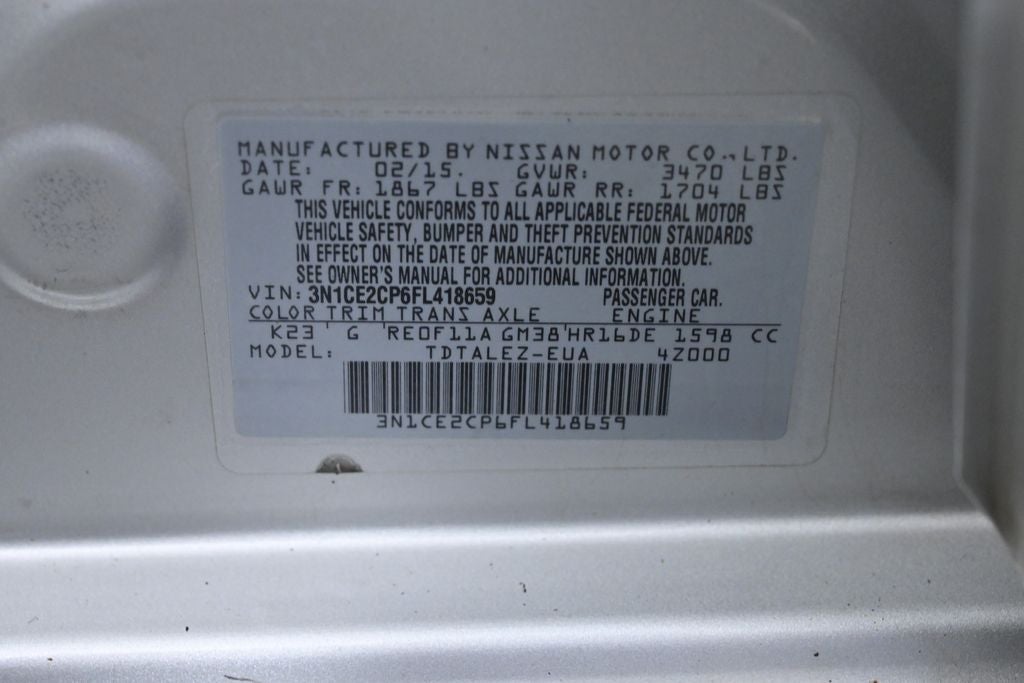 MANUFACTURED BY NISSAN MOTOR CO., LTD.
DATE: 02/15. GVWR: 3470 LBS
GAWR FR: 1867 LBS GAWR RR: 1704 LBS
THIS VEHICLE CONFORMS TO ALL APPLICABLE FEDERAL MOTOR
VEHICLE SAFETY, BUMPER AND THEFT PREVENTION STANDARDS
IN EFFECT ON THE DATE OF MANUFACTURE SHOWN ABOVE.
SEE OWNER'S MANUAL FOR ADDITIONAL INFORMATION.
VIN: 3N1CE2CP6FL418659 PASSENGER CAR.
COLOR TRIM TRANS AXLE ENGINE
K23 G RE0F11A GM38 HR16DE 1598 CC
MODEL: TDTALEZ-EUA 4Z000
3N1CE2CP6FL418659